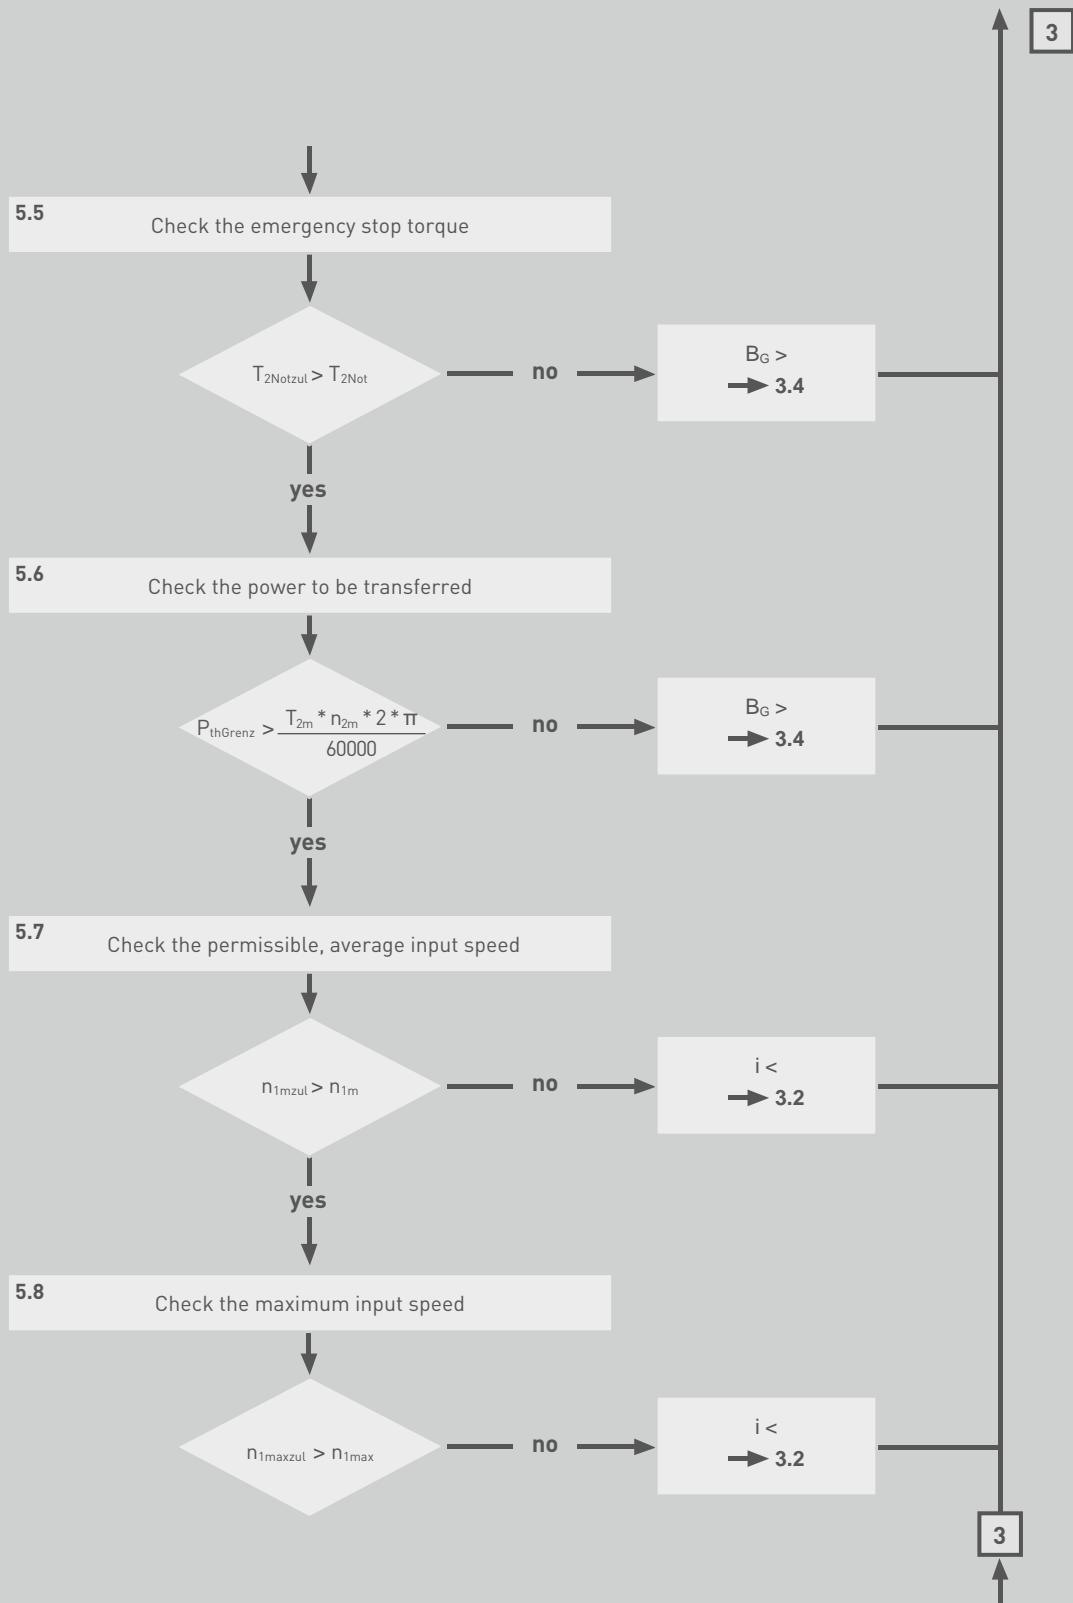 3
5.5
Check the emergency stop torque
T2Notzul > T2Not
no
BG >
3.4
yes
5.6
Check the power to be transferred
PthGrenz > T2m * n2m * 2 * π
60000
no
BG >
3.4
yes
5.7
Check the permissible, average input speed
n1mzul > n1m
no
i <
3.2
yes
5.8
Check the maximum input speed
n1maxzul > n1max
no
i <
3.2
3